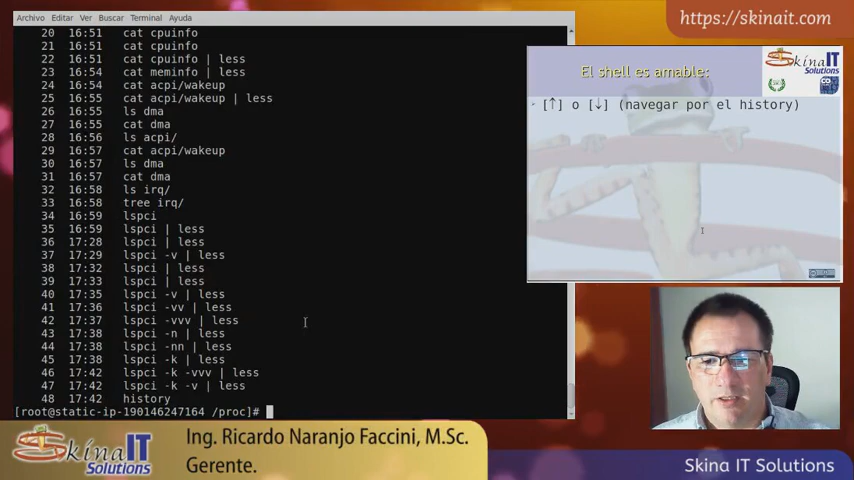 Archivo Editar Ver Buscar Terminal Ayuda
https://skinait.com
20 16:51 cat cpuinfo
21 16:51 cat cpuinfo
22 16:51 cat cpuinfo | less
23 16:54 cat meminfo | less
24 16:54 cat acpi/wakeup
25 16:55 cat acpi/wakeup | less
26 16:55 ls dma
27 16:55 cat dma
28 16:56 ls acpi/
29 16:57 cat acpi/wakeup
30 16:57 ls dma
31 16:57 cat dma
32 16:58 ls irq/
33 16:58 tree irq/
34 16:59 lspci
35 16:59 lspci | less
36 17:28 lspci | less
37 17:29 lspci -v | less
38 17:32 lspci | less
39 17:33 lspci | less
40 17:35 lspci -v | less
41 17:36 lspci -vv | less
42 17:37 lspci -vvv | less
43 17:38 lspci -n | less
44 17:38 lspci -nn | less
45 17:38 lspci -k | less
46 17:42 lspci -k -vvv | less
47 17:42 lspci -k -v | less
48 17:42 history
[root@static-ip-190146247164 /proc]#
El shell es amable:
Skína IT
Solutions
[↑] o [↓] (navegar por el history)
Skína IT
Solutions
Ing. Ricardo Naranjo Faccini, M.Sc.
Gerente.
Skina IT Solutions